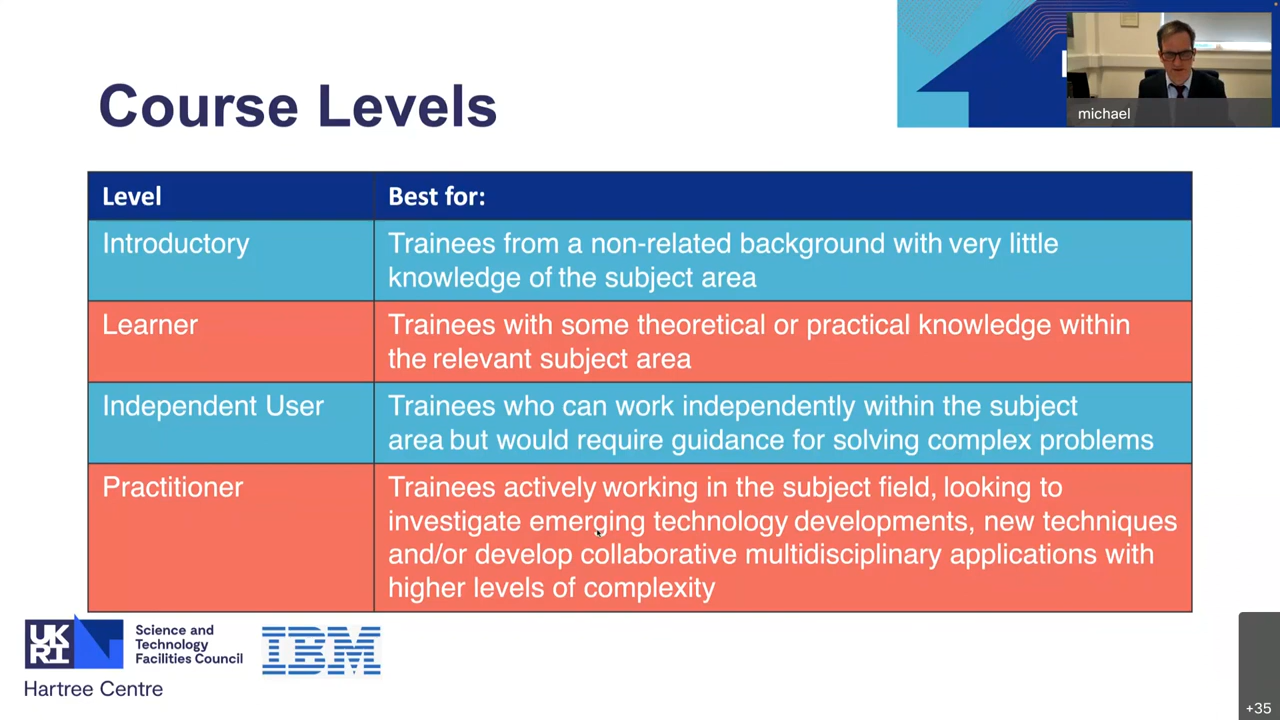 Course Levels
michael
Level
Best for:
Introductory
Trainees from a non-related background with very little
knowledge of the subject area
Learner
Trainees with some theoretical or practical knowledge within
the relevant subject area
Independent User
Trainees who can work independently within the subject
area but would require guidance for solving complex problems
Practitioner
Trainees actively working in the subject field, looking to
investigate emerging technology developments, new techniques
and/or develop collaborative multidisciplinary applications with
higher levels of complexity
UK
RI
Science and
Technology
Facilities Council
IBM
Hartree Centre
+35